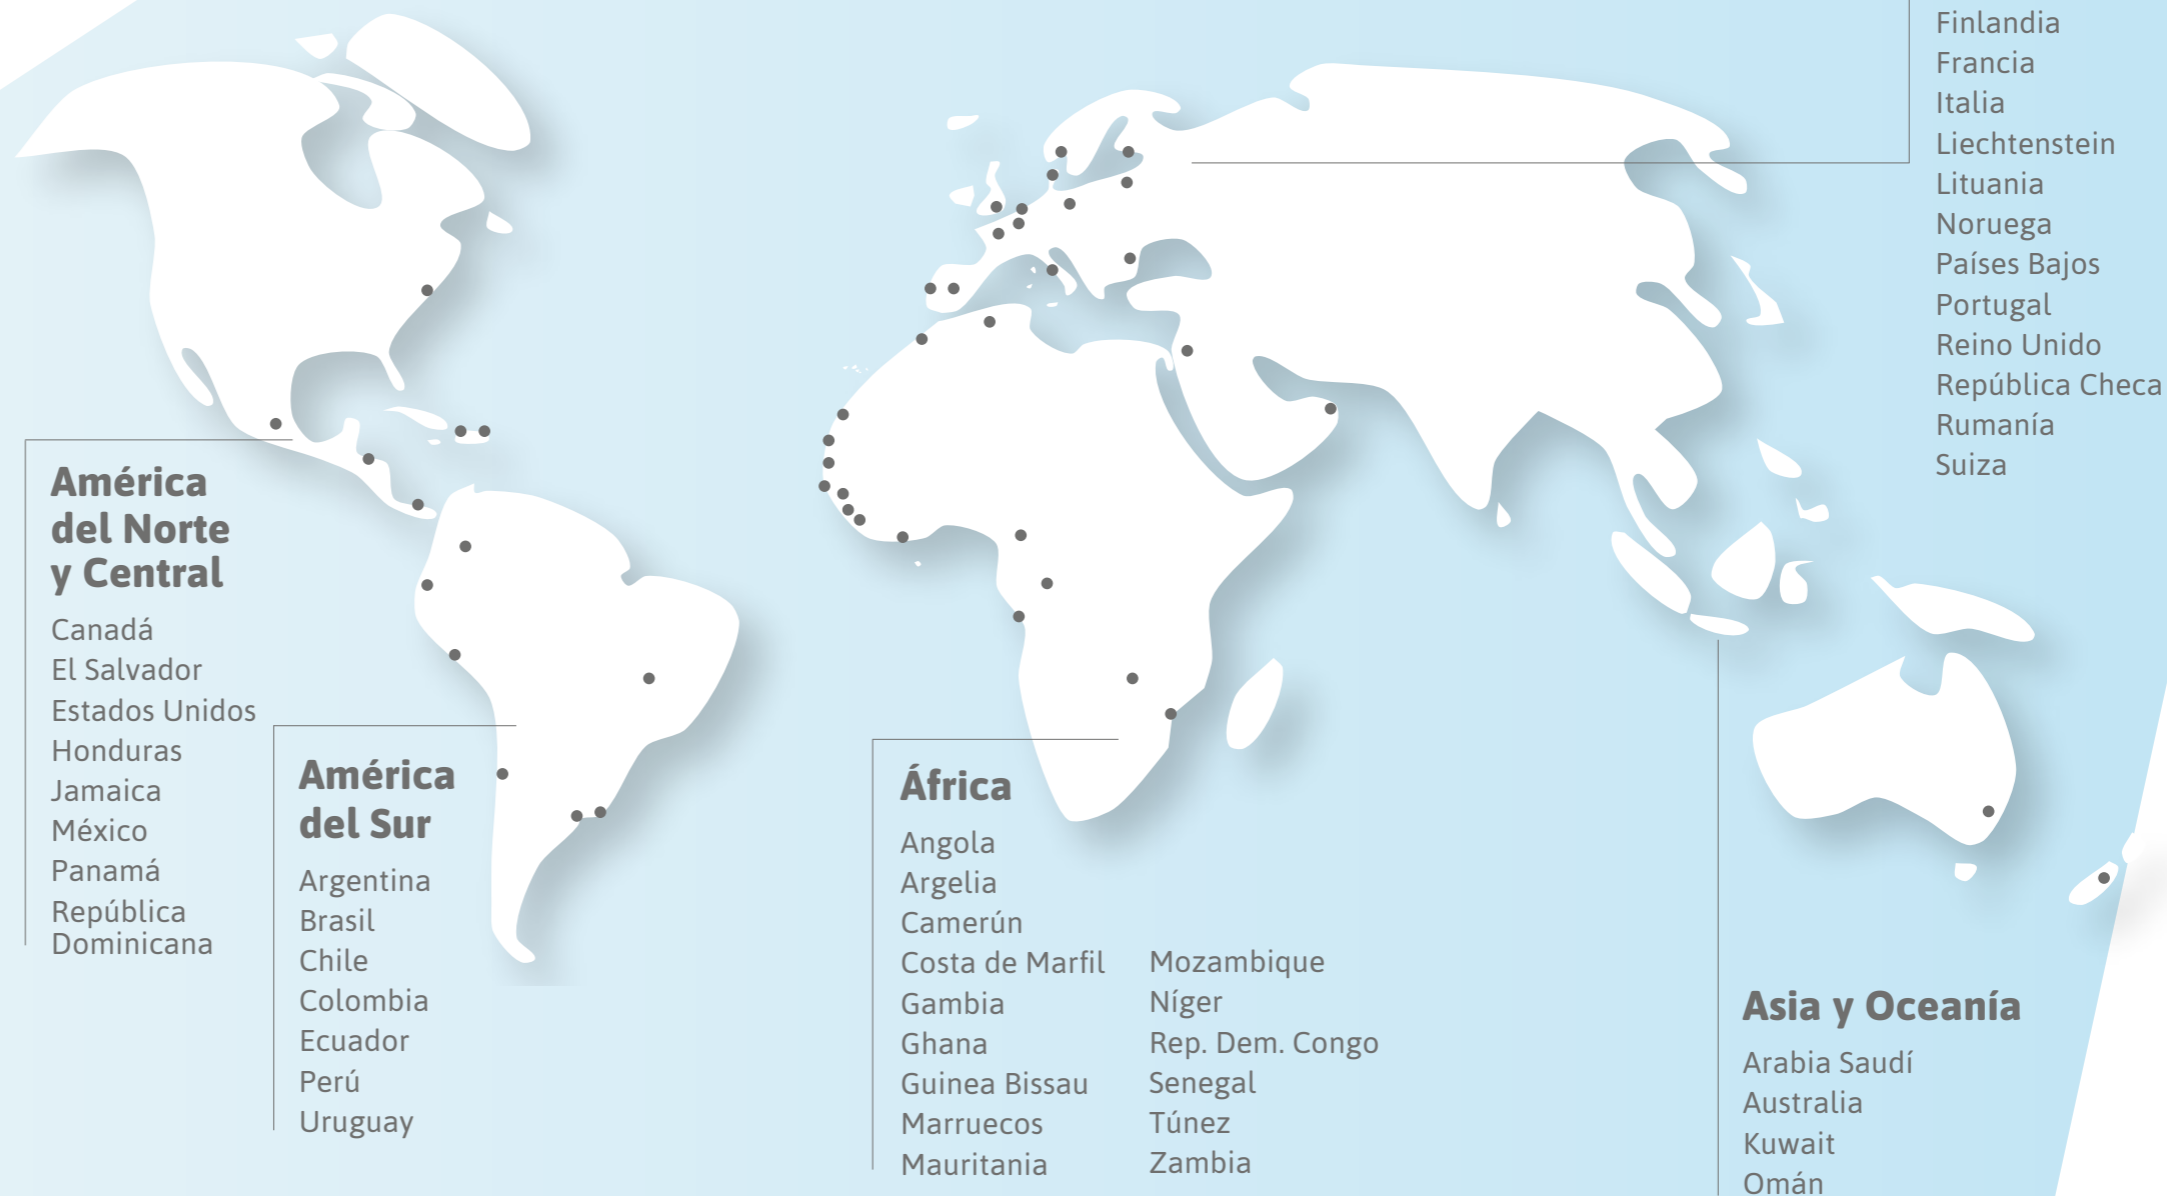 Finlandia
Francia
Italia
Liechtenstein
Lituania
Noruega
Países Bajos
Portugal
Reino Unido
República Checa
Rumanía
Suiza
América
del Norte
y Central
Canadá
El Salvador
Estados Unidos
Honduras
Jamaica
México
Panamá
República
Dominicana
América
del Sur
Argentina
Brasil
Chile
Colombia
Ecuador
Perú
Uruguay
África
Angola
Argelia
Camerún
Costa de Marfil
Gambia
Ghana
Guinea Bissau
Marruecos
Mauritania
Mozambique
Níger
Rep. Dem. Congo
Senegal
Túnez
Zambia
Asia y Oceanía
Arabia Saudí
Australia
Kuwait
Omán